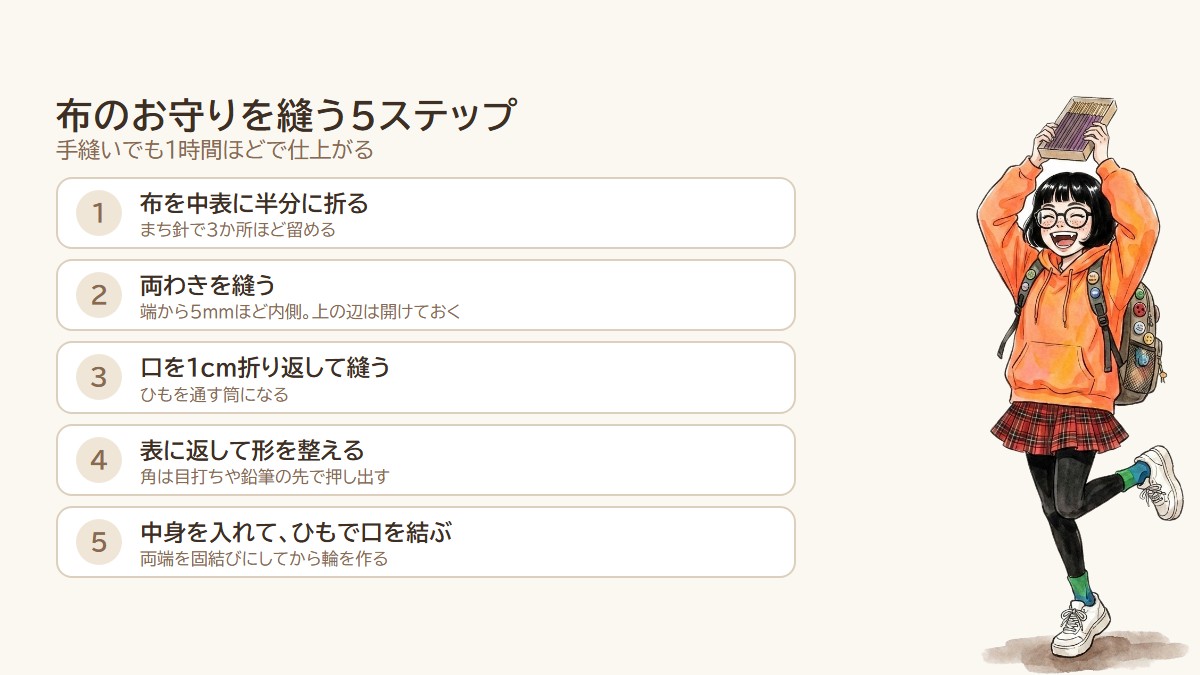 布のお守りを縫う5ステップ
手縫いでも1時間ほどで仕上がる
1
布を中表に半分に折る
まち針で3か所ほど留める
2
両わきを縫う
端から5mmほど内側。上の辺は開けておく
3
口を1cm折り返して縫う
ひもを通す筒になる
4
表に返して形を整える
角は目打ちや鉛筆の先で押し出す
5
中身を入れて、ひもで口を結ぶ
両端を固結びにしてから輪を作る